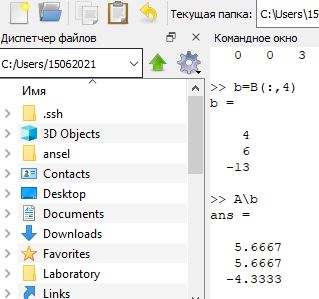 Текущая папка: C:\Users\15
Диспетчер файлов
C:/Users/15062021
Имя
.ssh
3D Objects
ansel
Contacts
Desktop
Documents
Downloads
Favorites
Laboratory
Links
Командное окно
0 0 3
>> b=B(:,4)
b =
4
6
-13
>> A\b
ans =
5.6667
5.6667
-4.3333